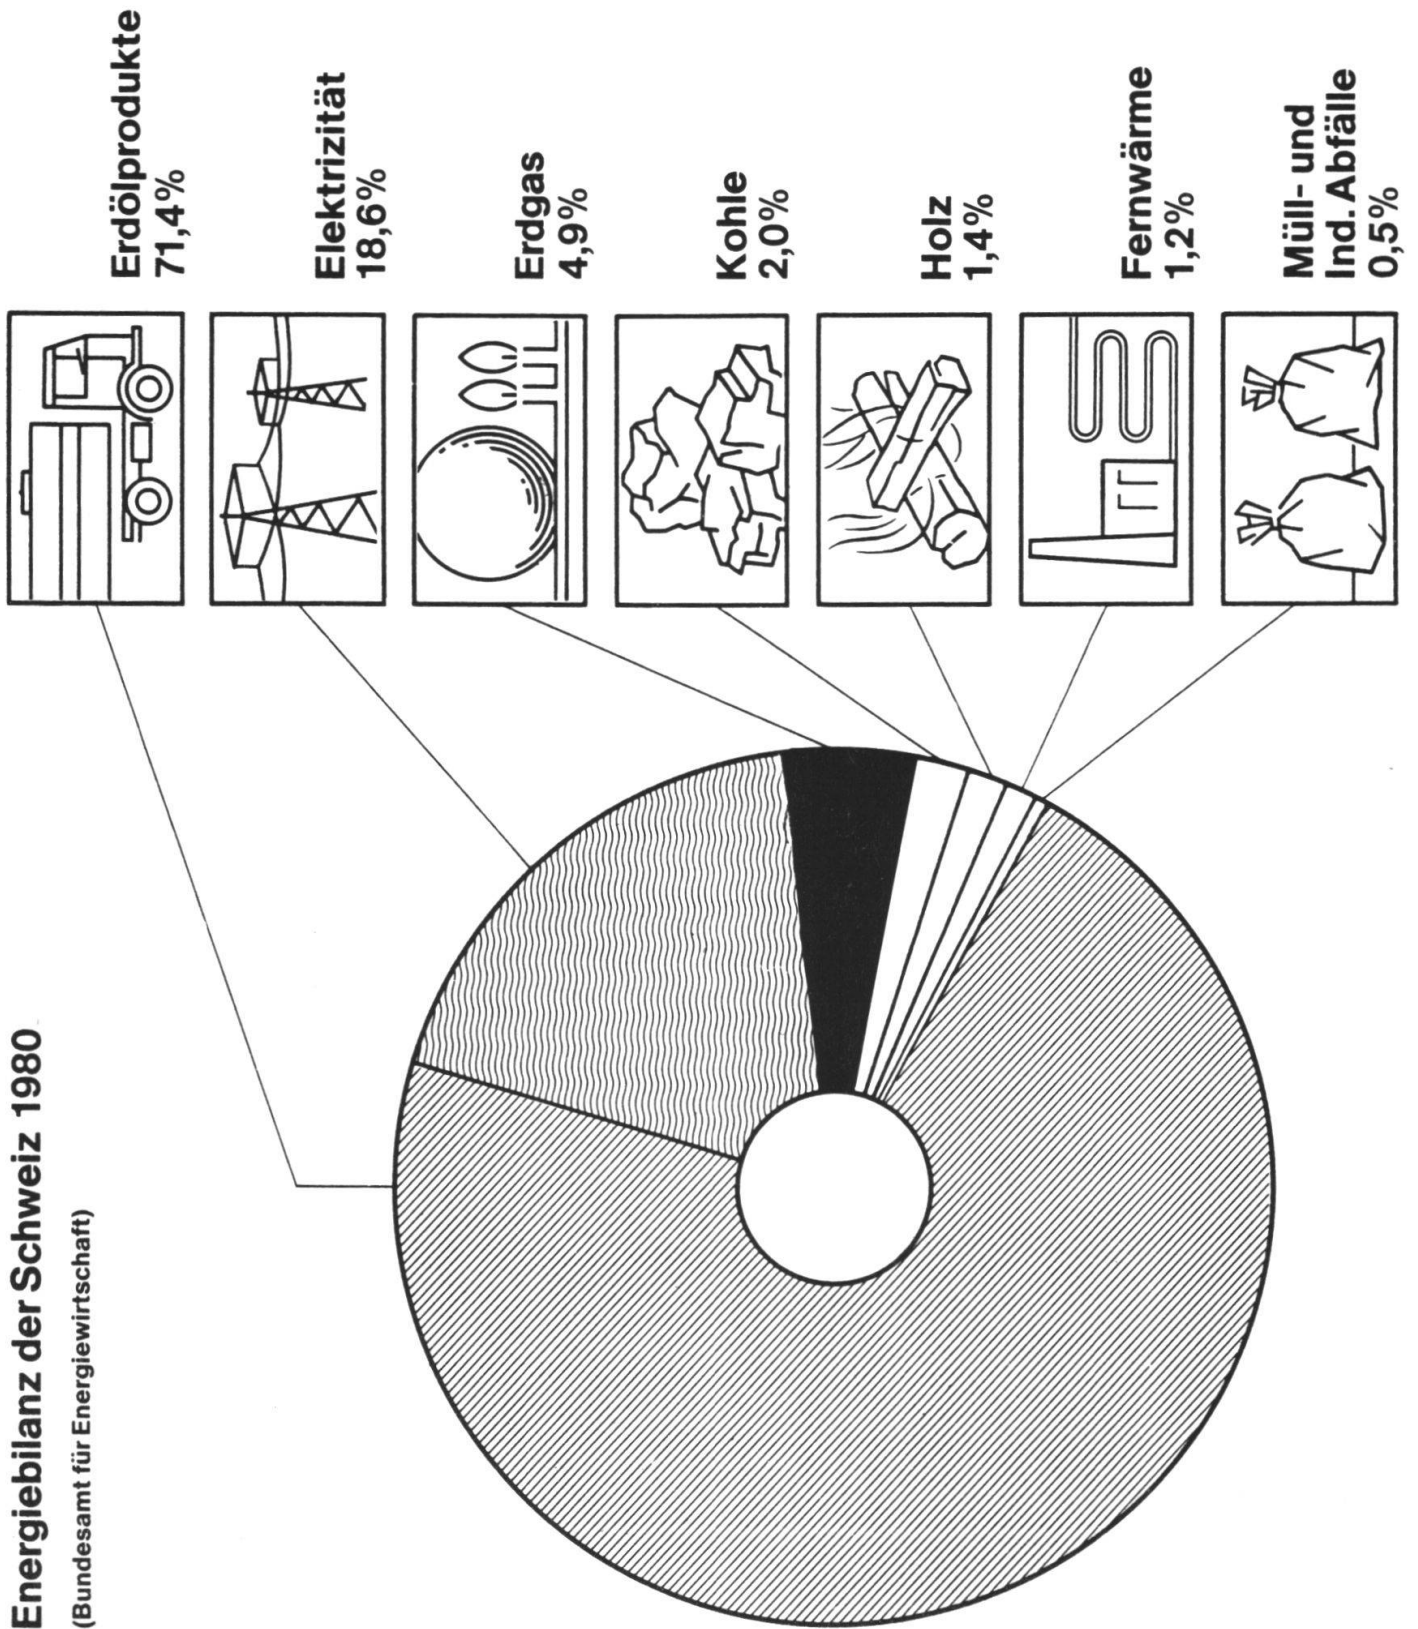 Energiebilanz der Schweiz 1980
(Bundesamt für Energiewirtschaft)
Erdölprodukte
71,4%
Elektrizität
18,6%
Erdgas
4,9%
Kohle
2,0%
Holz
1,4%
Fernwärme
1,2%
Müll- und
Ind. Abfälle
0,5%